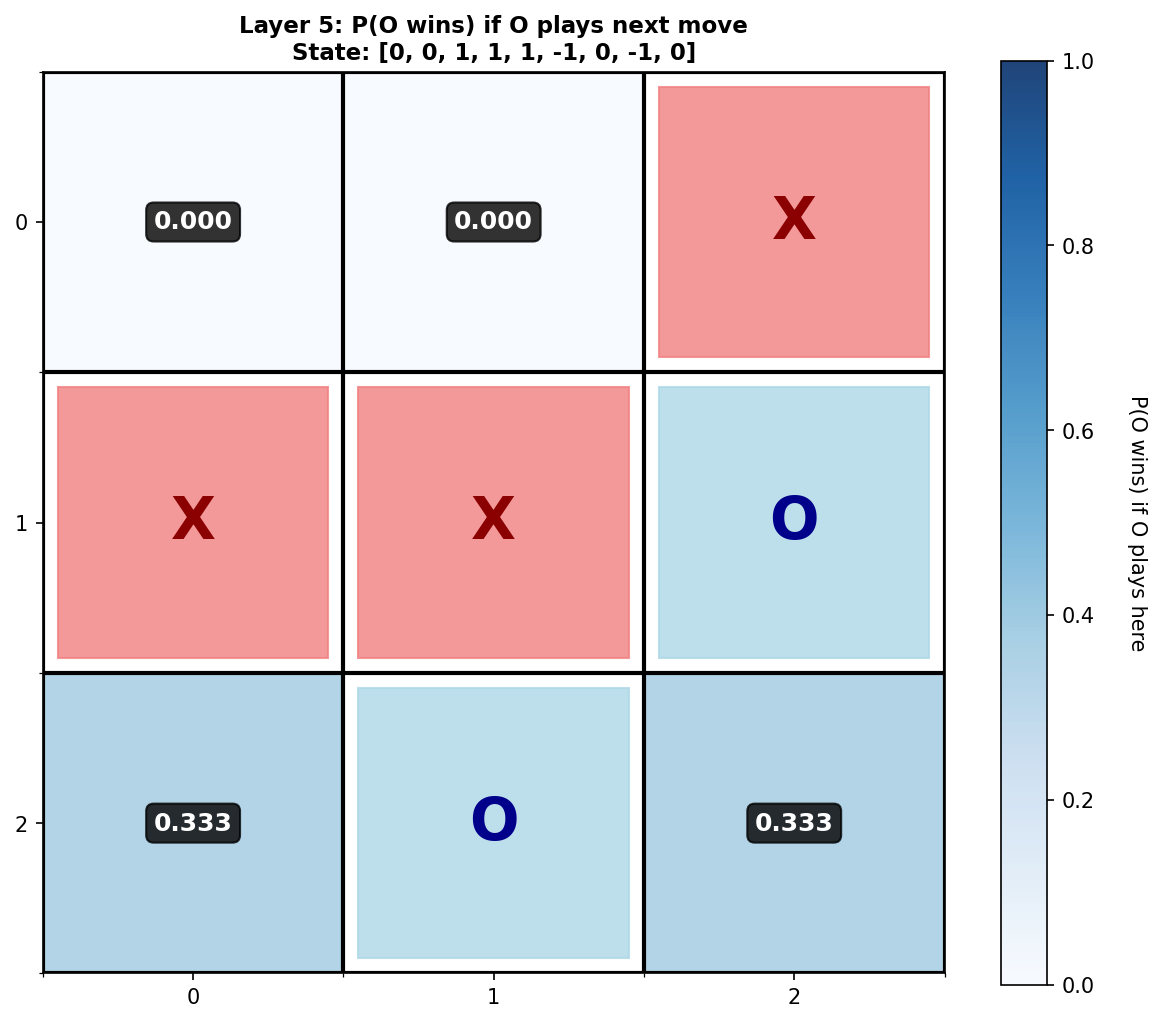 Layer 5: P(O wins) if O plays next move
State: [0, 0, 1, 1, 1, -1, 0, -1, 0]
0
0.000
0.000
X
1
X
X
O
2
0.333
O
0.333
0
1
2
1.0
0.8
0.6
0.4
0.2
0.0
P(O wins) if O plays here